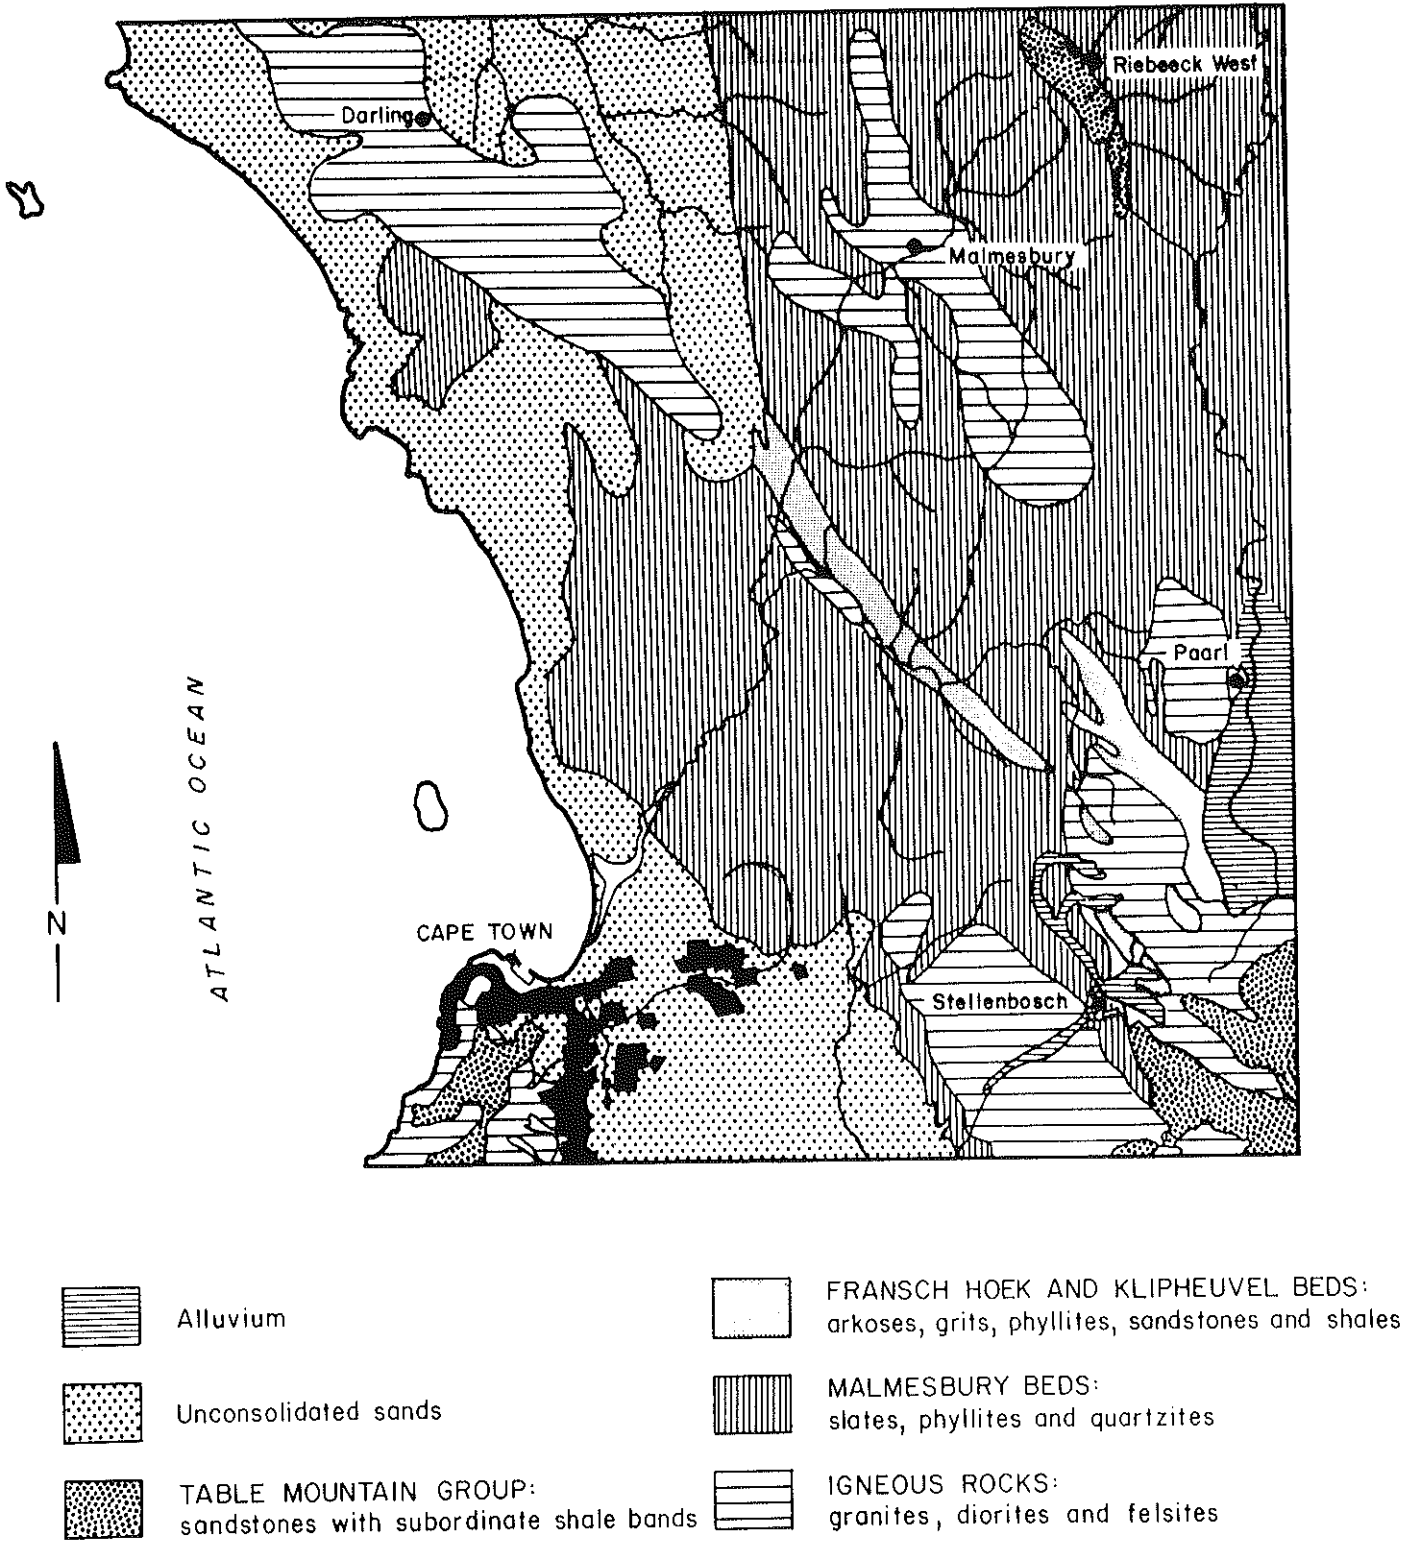 Riebeeck West
Darling
Malmesbury
Paarl
ATLANTIC OCEAN
N
CAPE TOWN
Stellenbosch
Alluvium
Unconsolidated sands
TABLE MOUNTAIN GROUP:
sandstones with subordinate shale bands
FRANSCH HOEK AND KLIPHEUVEL BEDS:
arkoses, grits, phyllites, sandstones and shales
MALMESBURY BEDS:
slates, phyllites and quartzites
IGNEOUS ROCKS:
granites, diorites and felsites